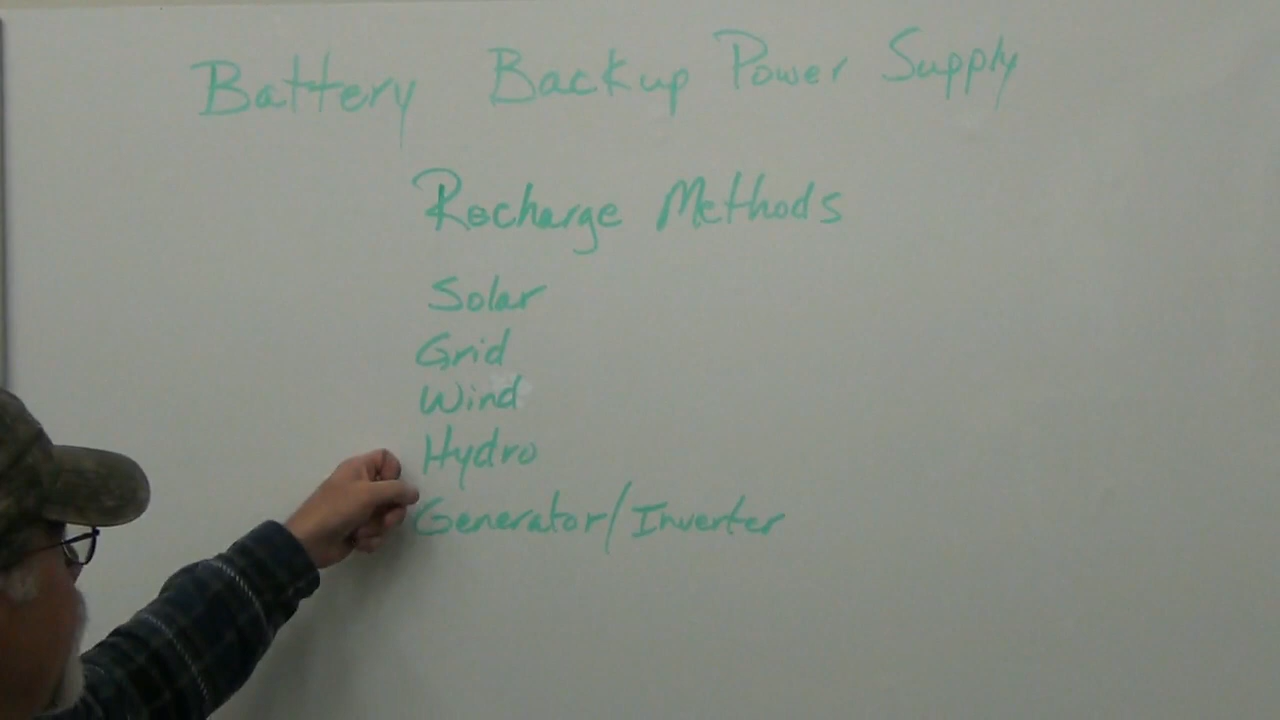 Battery Backup Power Supply
Recharge Methods
Solar
Grid
Wind
Hydro
Generator/Inverter